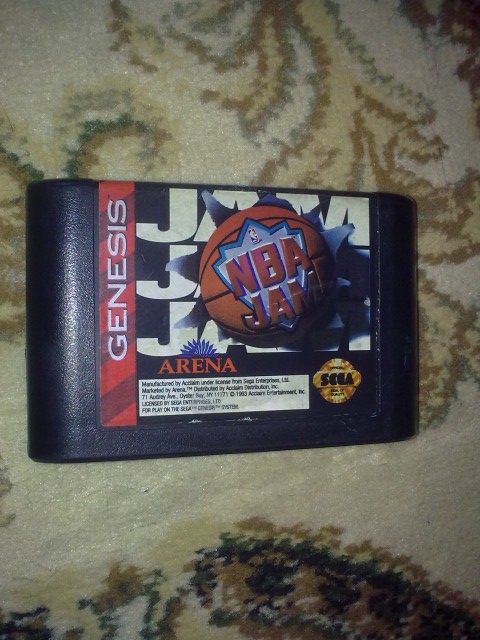 GENESIS
JAM
JAM
JAM
NBA
JAM
ARENA
Manufactured by Acclaim under license from Sega Enterprises, Ltd.
Marketed by Arena.™ Distributed by Acclaim Distribution, Inc.
71 Audrey Ave., Oyster Bay, NY 11771 © 1993 Acclaim Entertainment, Inc.
LICENSED BY SEGA ENTERPRISES, LTD.
FOR PLAY ON THE SEGA™ GENESIS™ SYSTEM.
SEGA